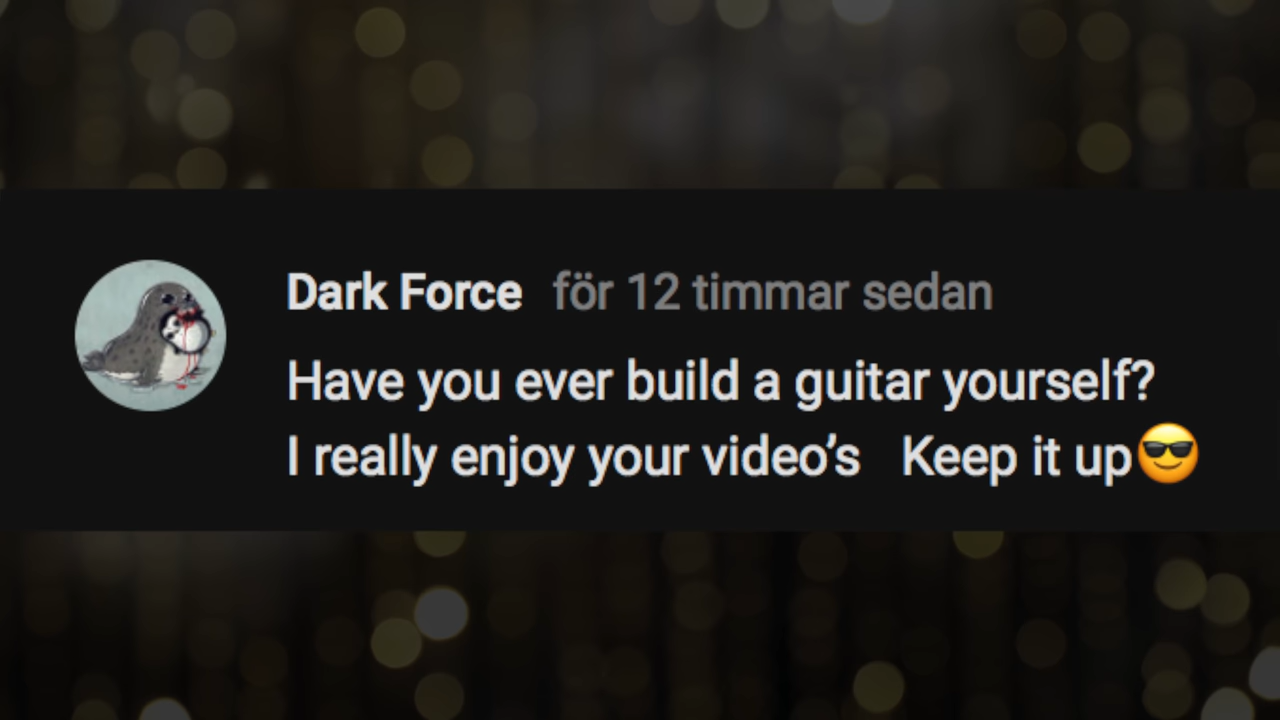 Dark Force för 12 timmar sedan
Have you ever build a guitar yourself?
I really enjoy your video’s Keep it up😎